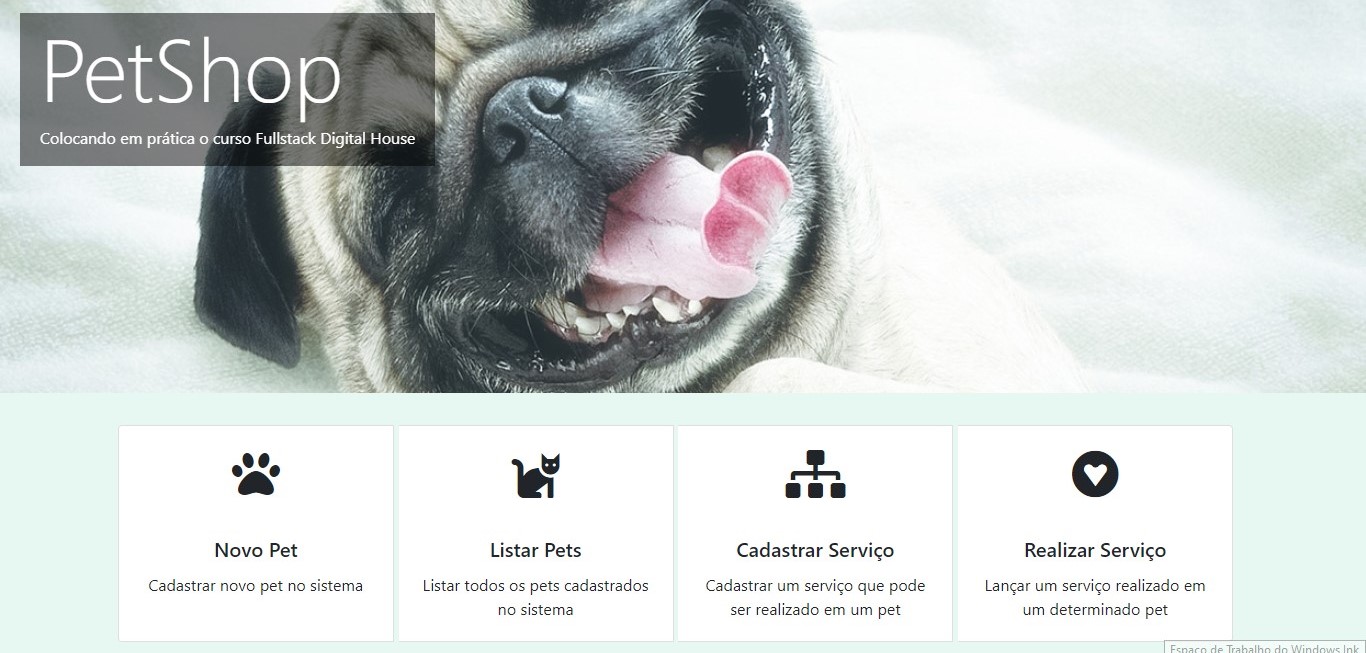 PetShop
Colocando em prática o curso Fullstack Digital House
Novo Pet
Cadastrar novo pet no sistema
Listar Pets
Listar todos os pets cadastrados
no sistema
Cadastrar Serviço
Cadastrar um serviço que pode
ser realizado em um pet
Realizar Serviço
Lançar um serviço realizado em
um determinado pet
Espaço de Trabalho do Windows Ink